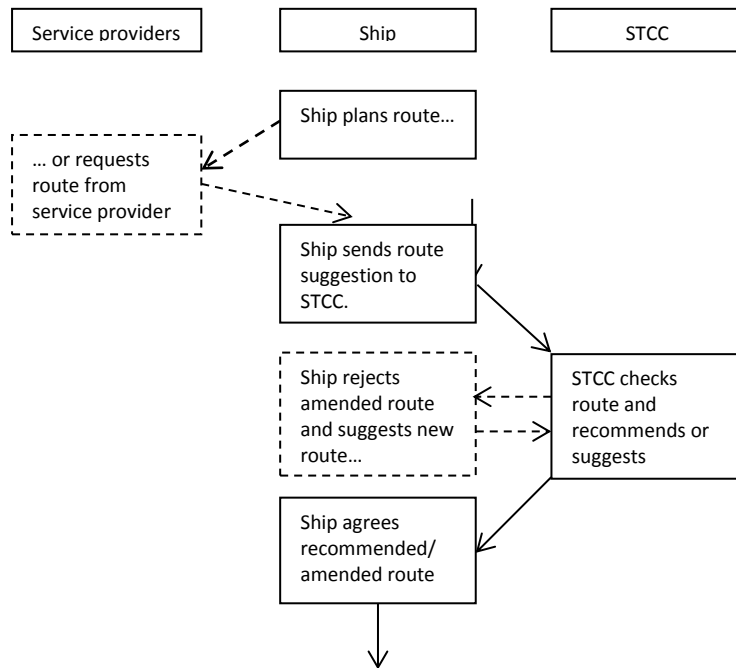 Service providers
Ship
STCC
Ship plans route…
… or requests
route from
service provider
Ship sends route
suggestion to
STCC.
Ship rejects
amended route
and suggests new
route…
STCC checks
route and
recommends or
suggests
Ship agrees
recommended/
amended route